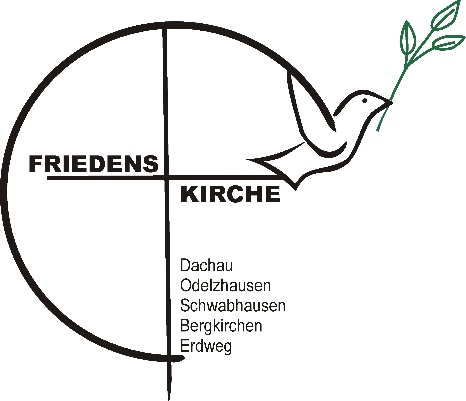 FRIEDENS
KIRCHE
Dachau
Odelzhausen
Schwabhausen
Bergkirchen
Erdweg